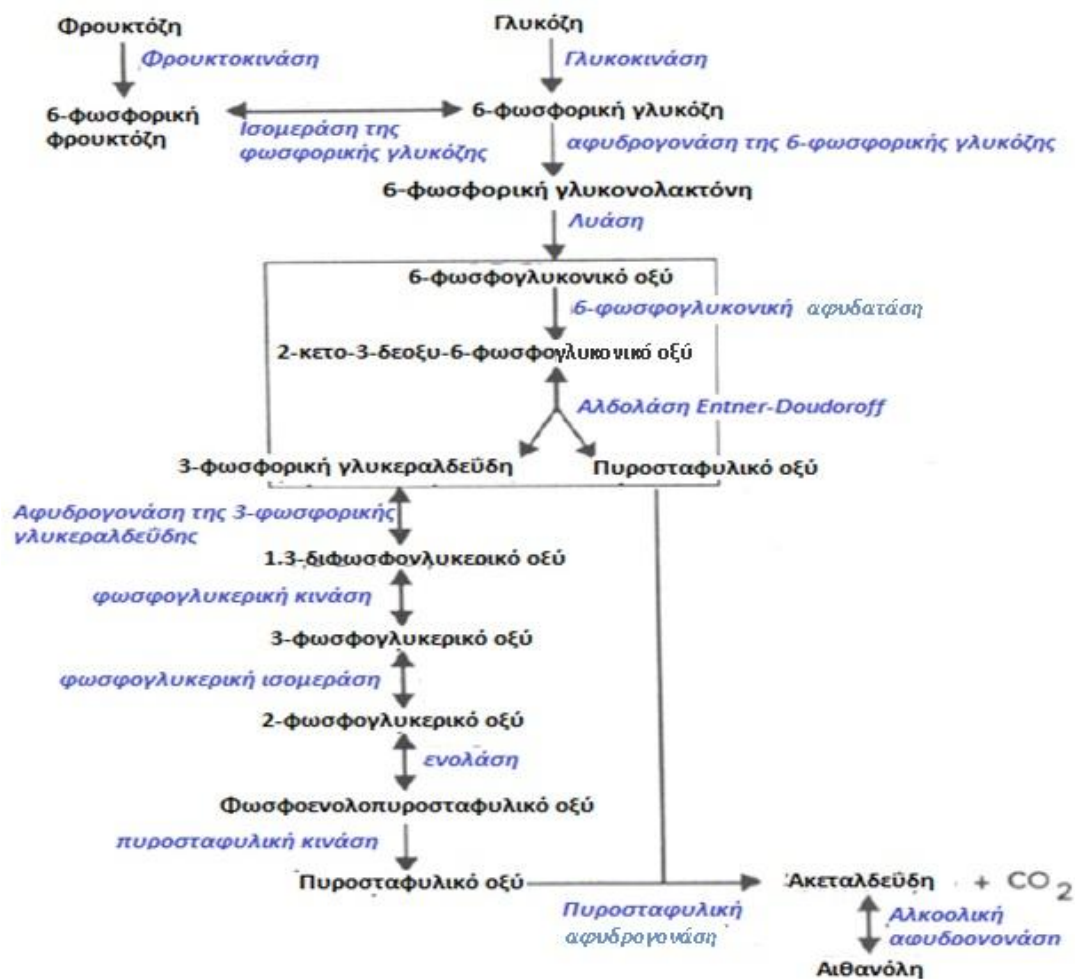 Φρουκτόζη
Γλυκόζη
Φρουκτοκινάση
Γλυκοκινάση
6-φωσφορική
φρουκτόζη
6-φωσφορική γλυκόζη
Ισομεράση της
φωσφορικής γλυκόζης
αφυδρογονάση της 6-φωσφορικής γλυκόζης
6-φωσφορική γλυκονολακτόνη
Λυάση
6-φωσφογλυκονικό οξύ
6-φωσφογλυκονική αφυδατάση
2-κετο-3-δεοξυ-6-φωσφογλυκονικό οξύ
Αλδολάση Entner-Doudoroff
3-φωσφορική γλυκεραλδεΰδη
Πυροσταφυλικό οξύ
Αφυδρογονάση της 3-φωσφορικής
γλυκεραλδεΰδης
1.3-διφωσφονλυκερικό οξύ
φωσφογλυκερική κινάση
3-φωσφογλυκερικό οξύ
φωσφογλυκερική ισομεράση
2-φωσφογλυκερικό οξύ
ενολάση
Φωσφοενολοπυροσταφυλικό οξύ
πυροσταφυλική κινάση
Πυροσταφυλικό οξύ
Ακεταλδεΰδη + CO2
Πυροσταφυλική
αφυδρογονάση
Αλκοολική
αφυδρονονάση
Αιθανόλη